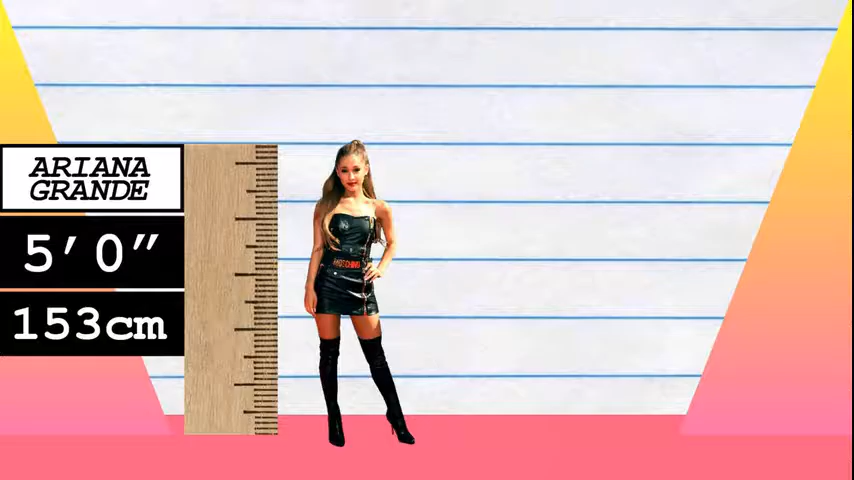 ARIANA
GRANDE
5’0”
153cm
MOSCHINO